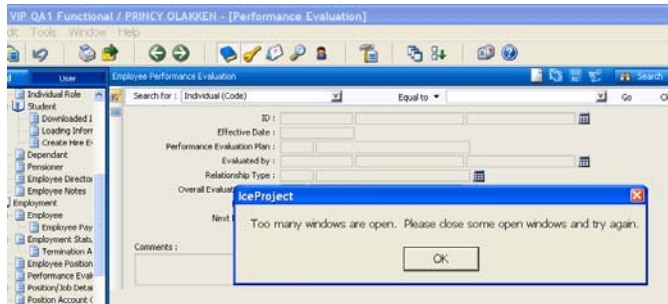 VIP QA1 Functional / PRINCY OLAKKEN - [Performance Evaluation]
dit Tools Window Help
User
Employee Performance Evaluation
Search
Individual Role
Search for : Individual (Code)
Equal to
Go
Student
Downloaded I
ID :
Loading Inforr
Effective Date :
Create Hire E
Performance Evaluation Plan :
Dependant
Evaluated by :
Pensioner
Relationship Type :
Employee Director
Employee Notes
Overall Evaluat
IceProject
Employment
Employee
Next
Too many windows are open. Please close some open windows and try again.
Employee Pay
Employment Statu
Comments :
OK
Termination A
Employee Position
Performance Eval
Position/Job Detai
Position Account (